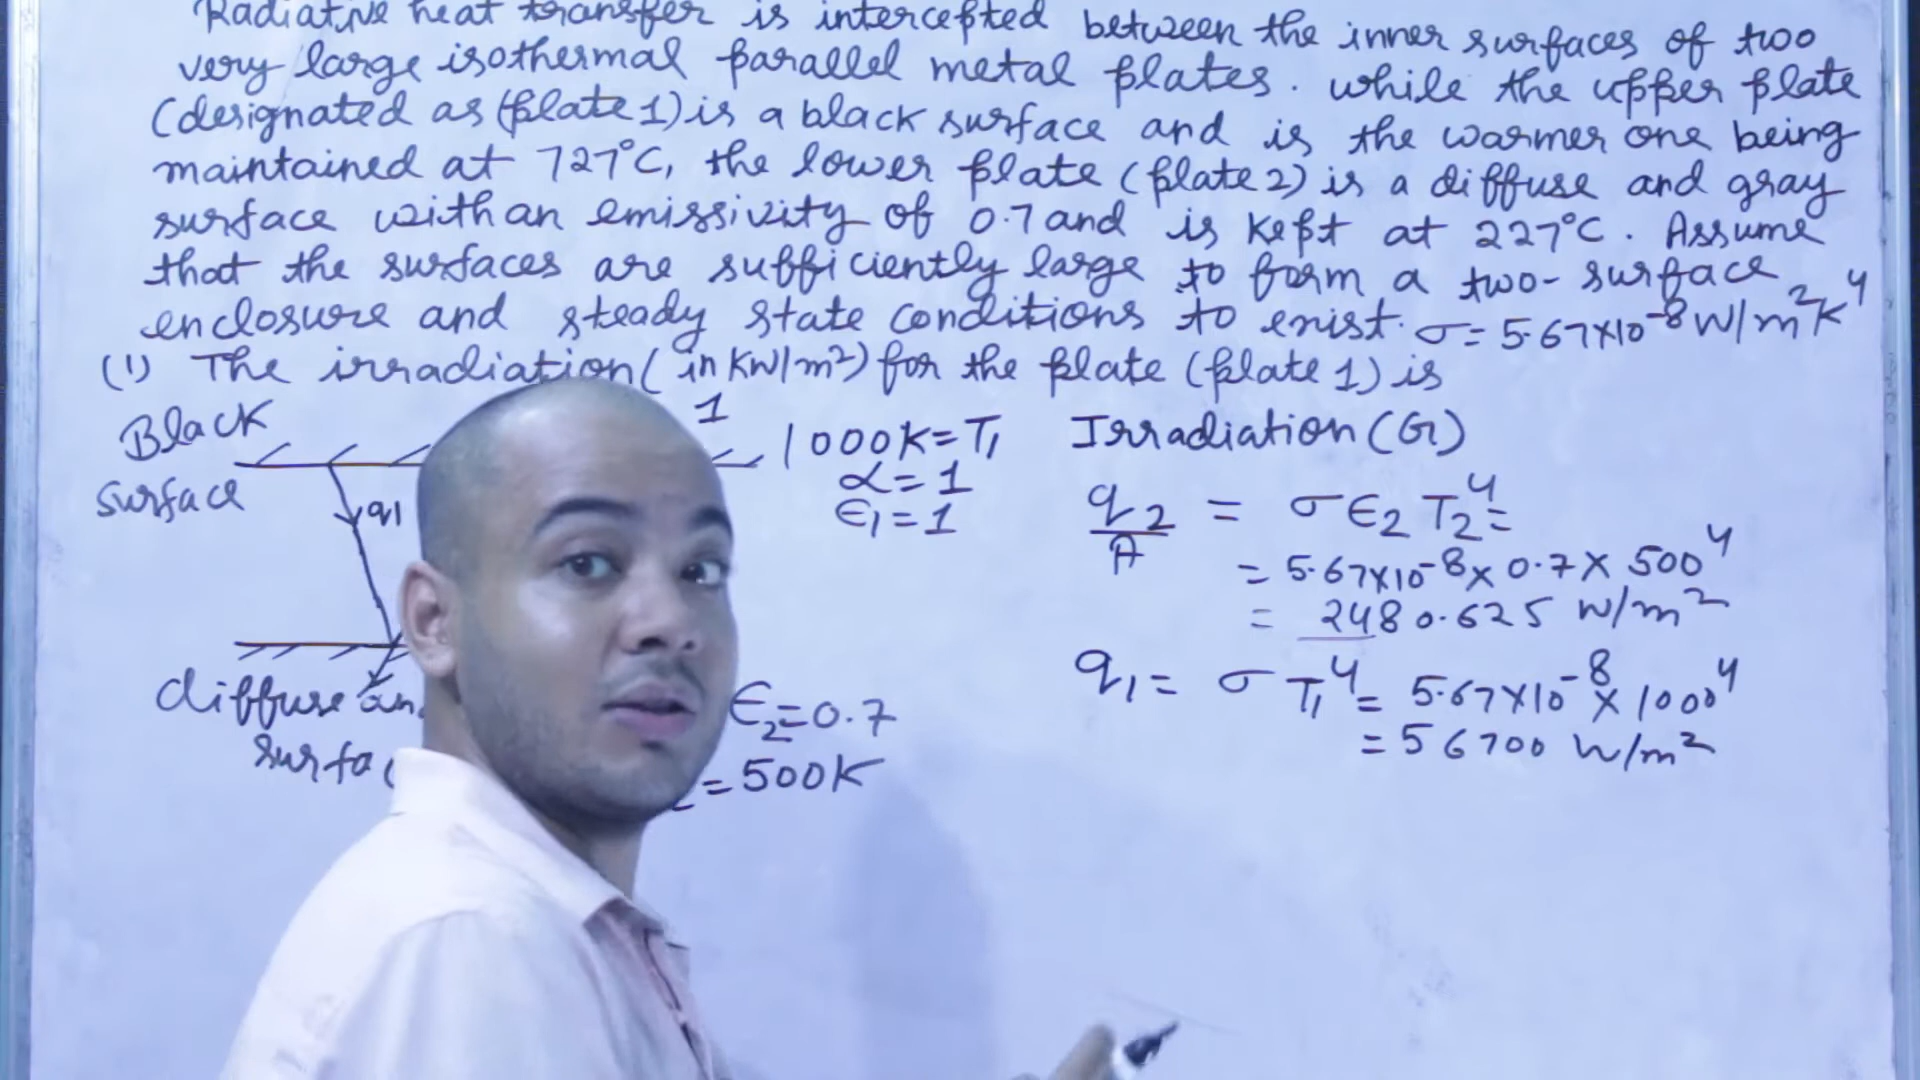 Radiative heat transfer is intercepted between the inner surfaces of two
very large isothermal parallel metal plates. while the upper plate
(designated as (plate 1) is a black surface and is the warmer one being
maintained at 727°C, the lower plate (plate 2) is a diffuse and gray
surface with an emissivity of 0.7 and is kept at 227°C. Assume
that the surfaces are sufficiently large to form a two-surface
enclosure and steady state conditions to exist. σ = 5.67×10⁻⁸ W/m²K⁴
(1) The irradiation (in KW/m²) for the plate (plate 1) is
Black
surface
1
1000K=T₁
α=1
ϵ₁=1
q1
diffuse
ϵ₂=0.7
=500K
Irradiation (G)
q₂/A = σϵ₂T₂⁴=
= 5.67×10⁻⁸× 0.7× 500⁴
= 2480.625 W/m²
q₁= σT₁⁴= 5.67×10⁻⁸×1000⁴
= 56700 W/m²